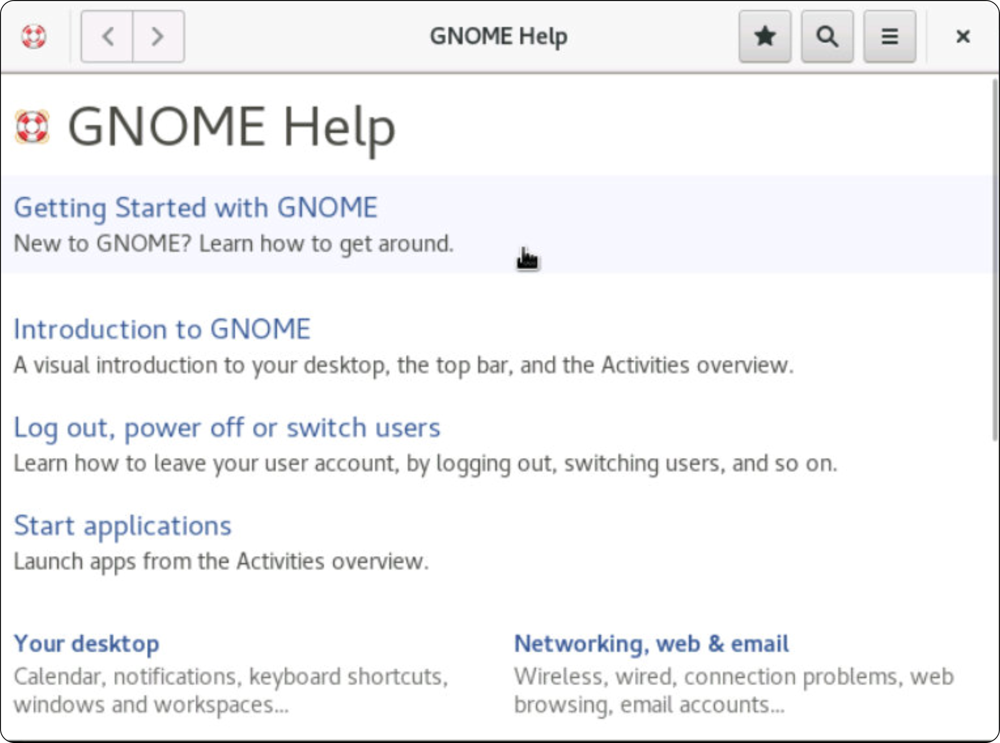 GNOME Help
GNOME Help
Getting Started with GNOME
New to GNOME? Learn how to get around.
Introduction to GNOME
A visual introduction to your desktop, the top bar, and the Activities overview.
Log out, power off or switch users
Learn how to leave your user account, by logging out, switching users, and so on.
Start applications
Launch apps from the Activities overview.
Your desktop
Calendar, notifications, keyboard shortcuts,
windows and workspaces...
Networking, web & email
Wireless, wired, connection problems, web
browsing, email accounts...